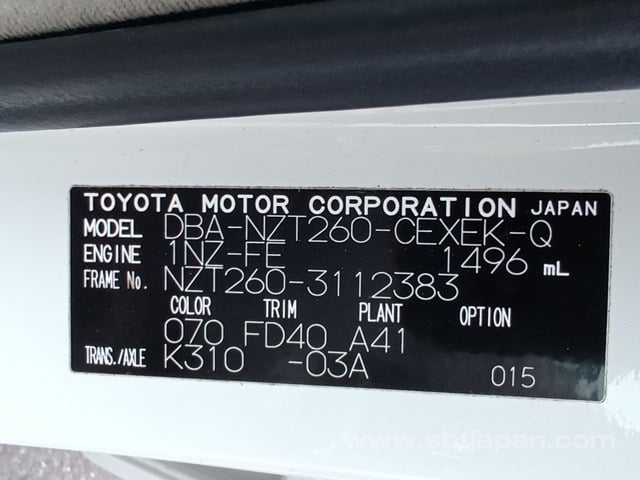 TOYOTA MOTOR CORPORATION JAPAN
MODEL DBA-NZT260-CEXEK-Q
ENGINE 1NZ-FE 1496 mL
FRAME No. NZT260-3112383
COLOR TRIM PLANT OPTION
070 FD40 A41
TRANS./AXLE K310 -03A 015
www.sbtjapan.com